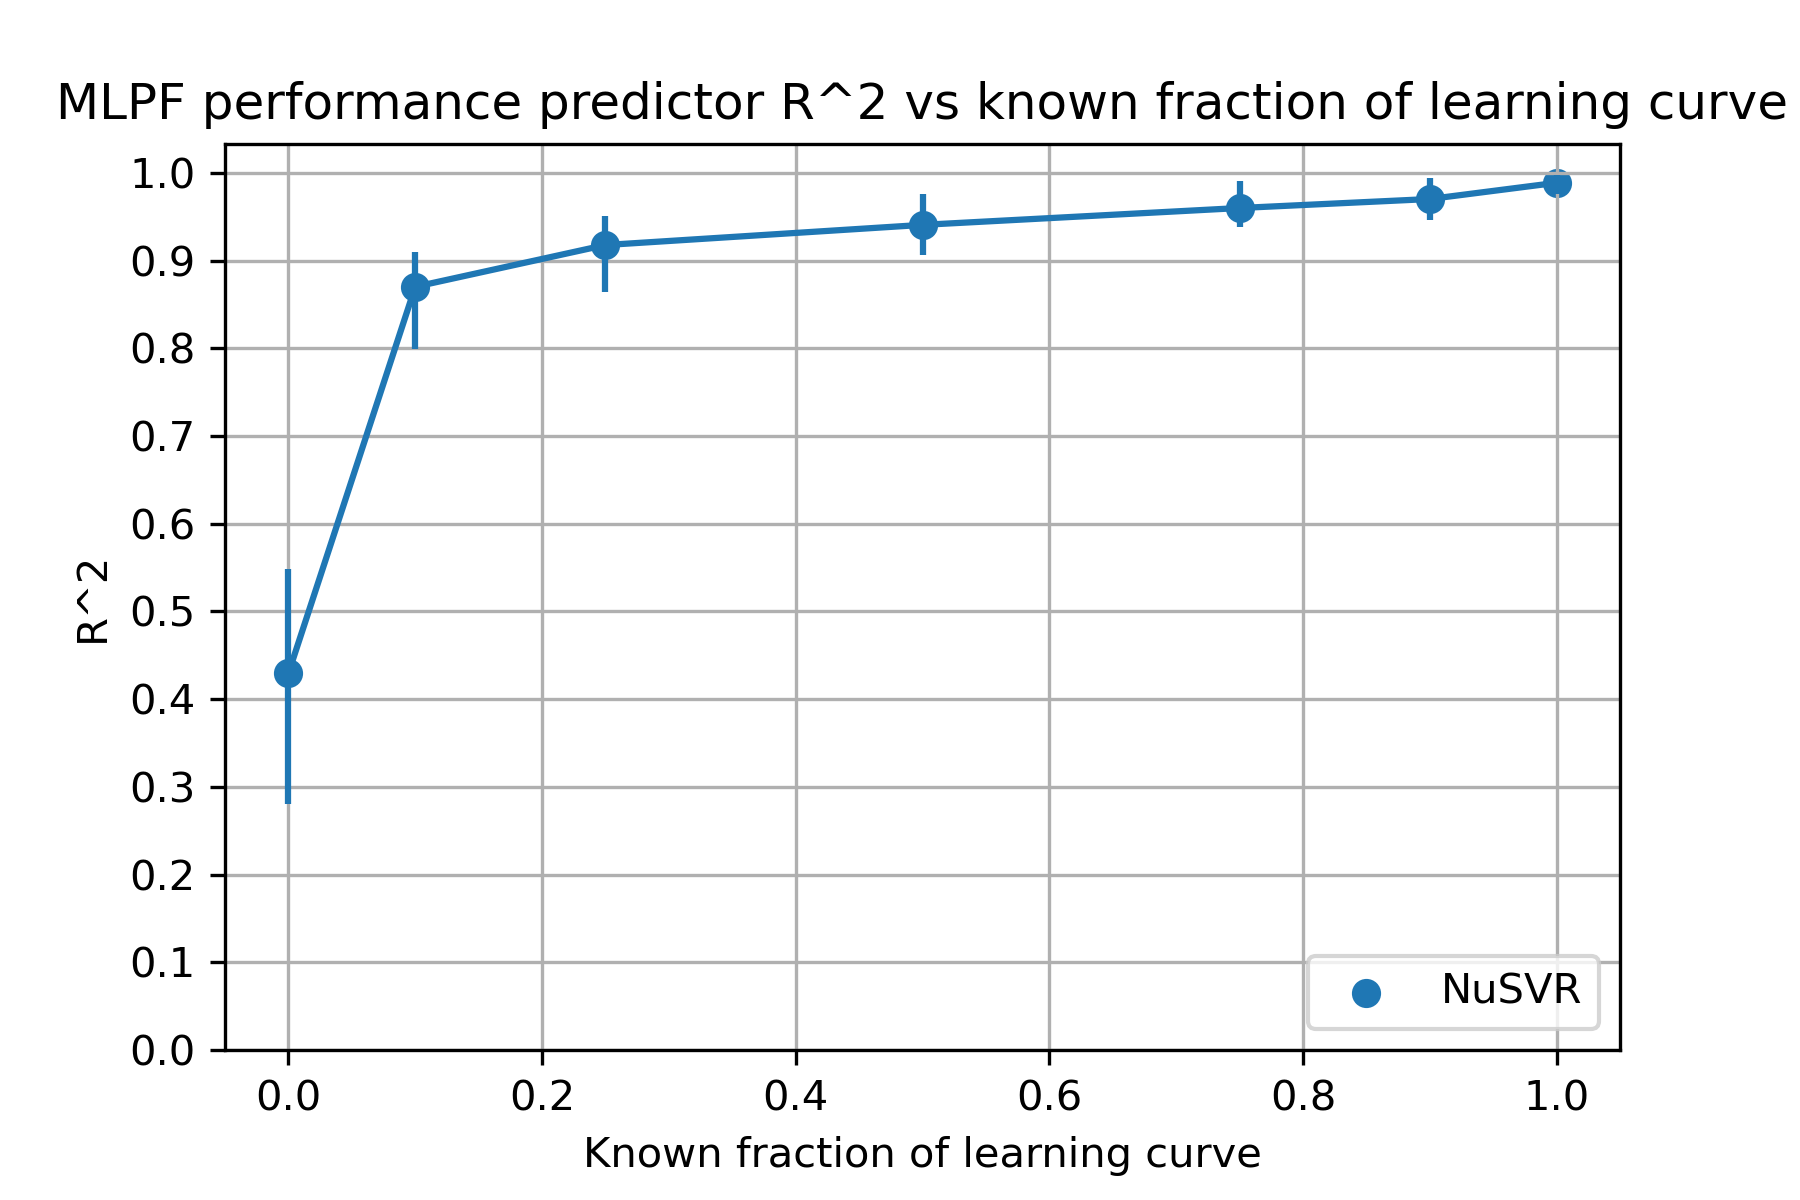 MLPF performance predictor R^2 vs known fraction of learning curve
1.0
0.9
0.8
0.7
0.6
0.5
0.4
0.3
0.2
0.1
0.0
R^2
NuSVR
0.0 0.2 0.4 0.6 0.8 1.0
Known fraction of learning curve